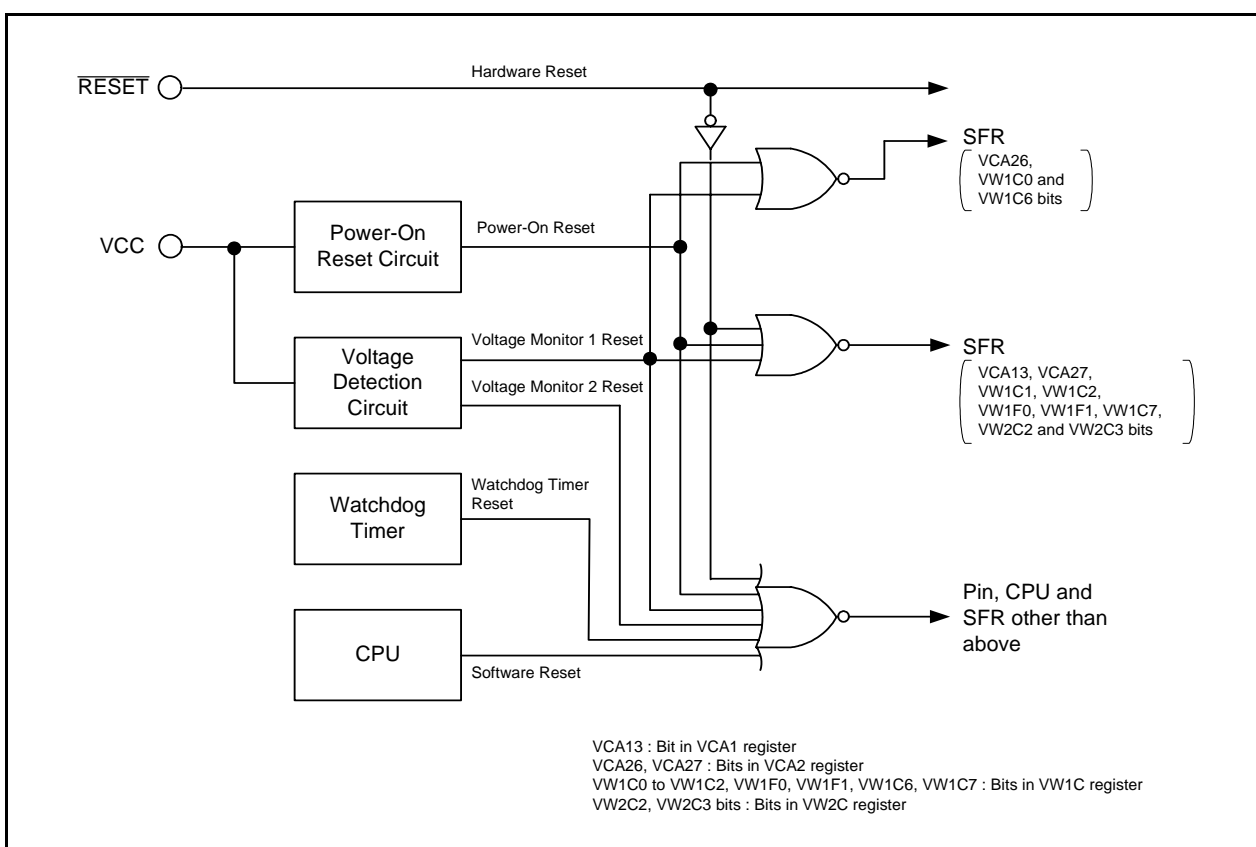 RESET
Hardware Reset
SFR
VCA26,
VW1C0 and
VW1C6 bits
VCC
Power-On
Reset Circuit
Power-On Reset
Voltage
Detection
Circuit
Voltage Monitor 1 Reset
Voltage Monitor 2 Reset
SFR
VCA13, VCA27,
VW1C1, VW1C2,
VW1F0, VW1F1, VW1C7,
VW2C2 and VW2C3 bits
Watchdog
Timer
Watchdog Timer
Reset
CPU
Software Reset
Pin, CPU and
SFR other than
above
VCA13 : Bit in VCA1 register
VCA26, VCA27 : Bits in VCA2 register
VW1C0 to VW1C2, VW1F0, VW1F1, VW1C6, VW1C7 : Bits in VW1C register
VW2C2, VW2C3 bits : Bits in VW2C register